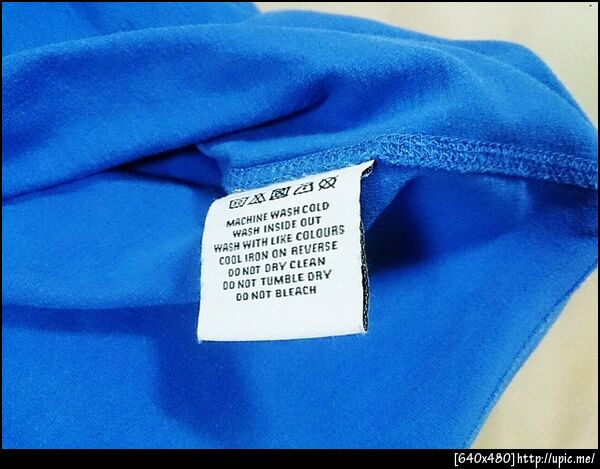 MACHINE WASH COLD
WASH INSIDE OUT
WASH WITH LIKE COLOURS
COOL IRON ON REVERSE
DO NOT DRY CLEAN
DO NOT TUMBLE DRY
DO NOT BLEACH
[640x480]http://upic.me/